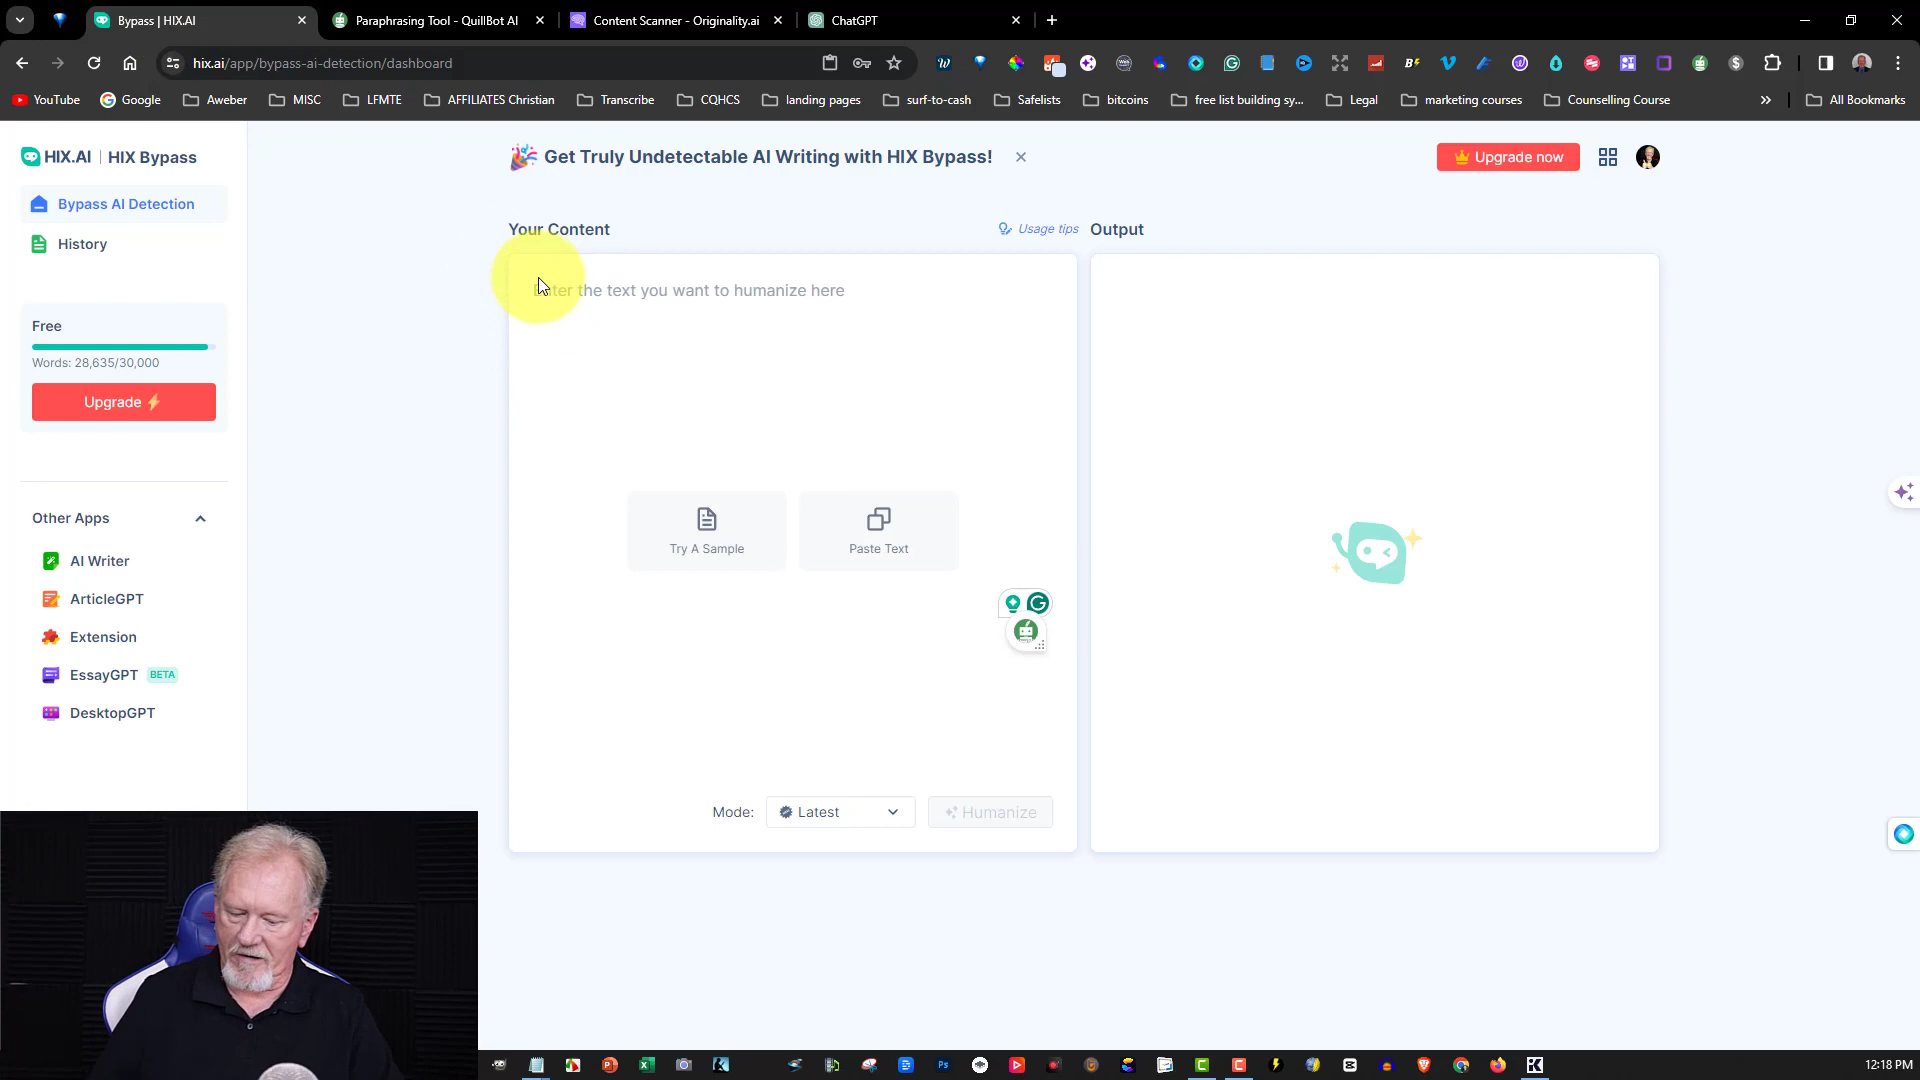 Bypass | HIX.AI
Paraphrasing Tool - QuillBot AI
Content Scanner - Originality.ai
ChatGPT
hix.ai/app/bypass-ai-detection/dashboard
YouTube
Google
Aweber
MISC
LFMTE
AFFILIATES Christian
Transcribe
CQHCS
landing pages
surf-to-cash
Safelists
bitcoins
free list building sy...
Legal
marketing courses
Counselling Course
All Bookmarks
HIX.AI | HIX Bypass
Get Truly Undetectable AI Writing with HIX Bypass!
Upgrade now
Bypass AI Detection
History
Your Content
Usage tips
Output
Enter the text you want to humanize here
Free
Words: 28,635/30,000
Upgrade
Try A Sample
Paste Text
Other Apps
AI Writer
ArticleGPT
Extension
EssayGPT BETA
DesktopGPT
Mode:
Latest
Humanize
12:18 PM